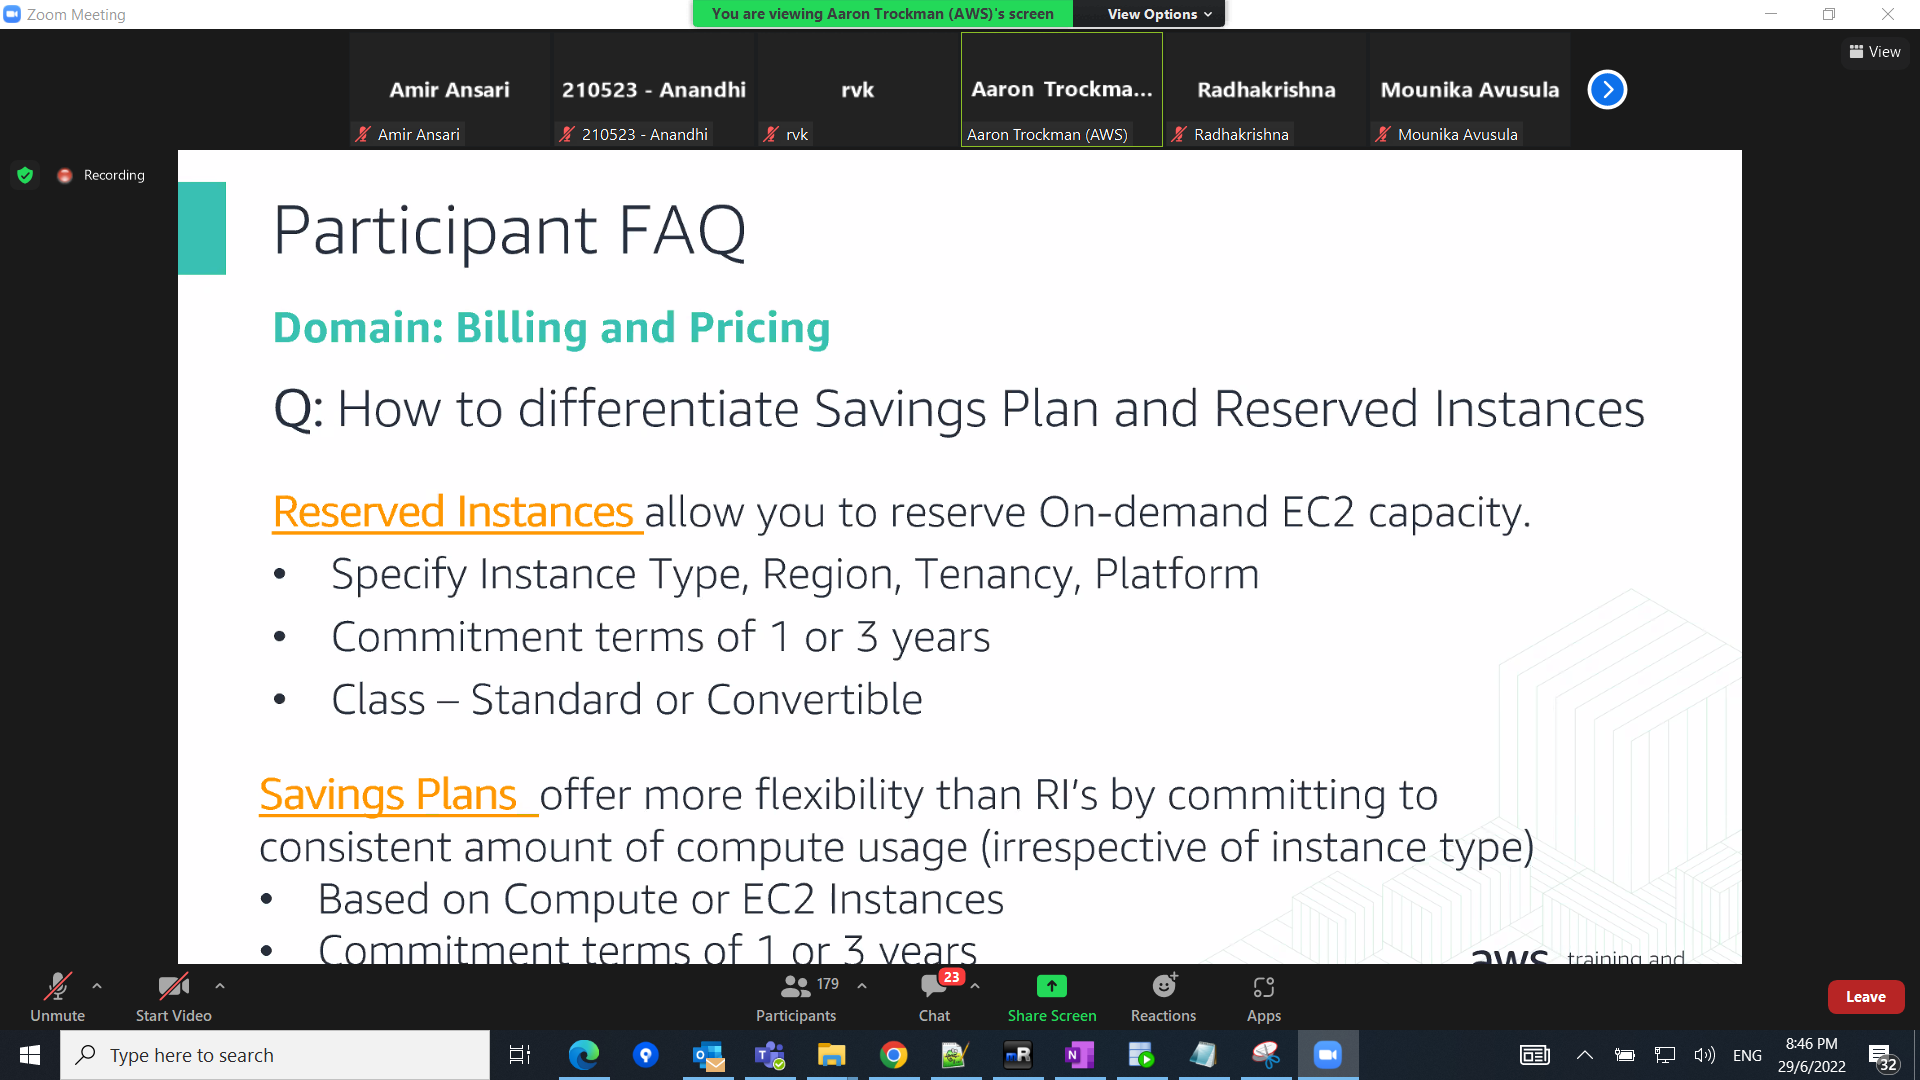 Zoom Meeting
You are viewing Aaron Trockman (AWS)'s screen
View Options
View
Amir Ansari
210523 - Anandhi
rvk
Aaron Trockma...
Radhakrishna
Mounika Avusula
Amir Ansari
210523 - Anandhi
rvk
Aaron Trockman (AWS)
Radhakrishna
Mounika Avusula
Recording
Participant FAQ
Domain: Billing and Pricing
Q: How to differentiate Savings Plan and Reserved Instances
Reserved Instances allow you to reserve On-demand EC2 capacity.
• Specify Instance Type, Region, Tenancy, Platform
• Commitment terms of 1 or 3 years
• Class – Standard or Convertible
Savings Plans offer more flexibility than RI's by committing to
consistent amount of compute usage (irrespective of instance type)
• Based on Compute or EC2 Instances
• Commitment terms of 1 or 3 years
aws training and
Unmute
Start Video
179
Participants
23
Chat
Share Screen
Reactions
Apps
Leave
Type here to search
mR
ENG
8:46 PM
29/6/2022
32